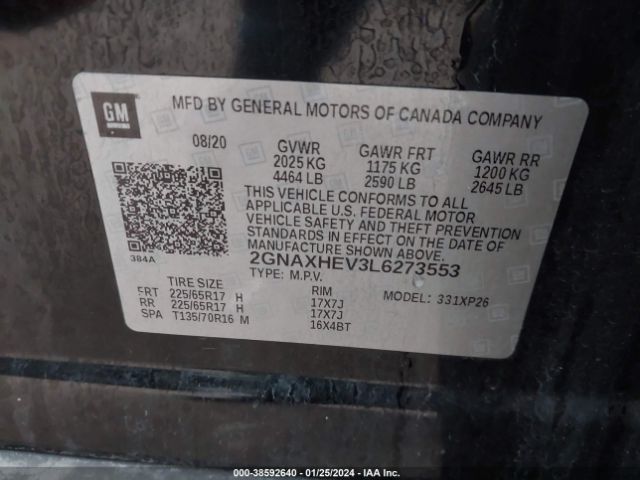 GM
MFD BY GENERAL MOTORS OF CANADA COMPANY
08/20 GVWR GAWR FRT GAWR RR
2025 KG 1175 KG 1200 KG
4464 LB 2590 LB 2645 LB
THIS VEHICLE CONFORMS TO ALL
APPLICABLE U.S. FEDERAL MOTOR
VEHICLE SAFETY AND THEFT PREVENTION
STANDARDS IN EFFECT ON THE DATE OF
MANUFACTURE SHOWN ABOVE.
384A 2GNAXHEV3L6273553
TYPE: M.P.V.
TIRE SIZE RIM
FRT 225/65R17 H 17X7J MODEL: 331XP26
RR 225/65R17 H 17X7J
SPA T135/70R16 M 16X4BT
000-38592640 - 01/25/2024 - IAA Inc.